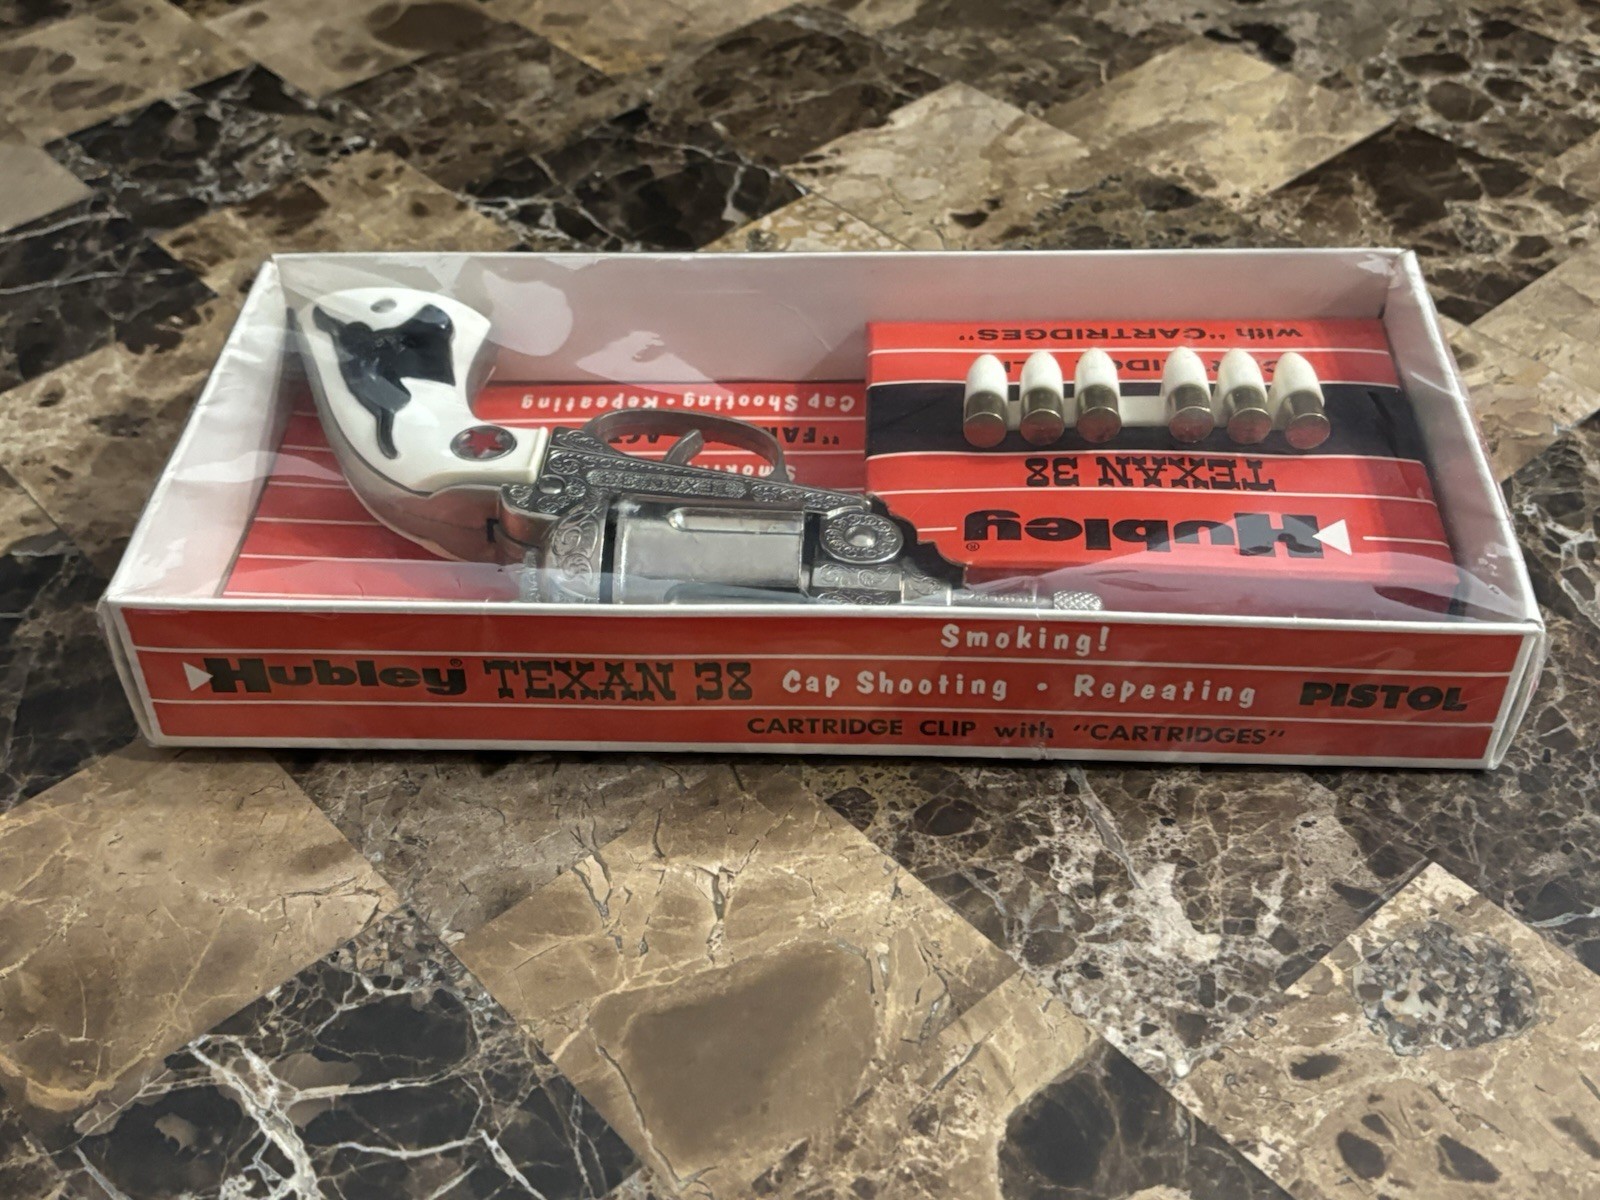 with "CARTRIDGES"
TEXAN 38
Hubley®
Cap Shooting • Repeating
Smoking!
Hubley® TEXAN 38 Cap Shooting • Repeating PISTOL
CARTRIDGE CLIP with "CARTRIDGES"